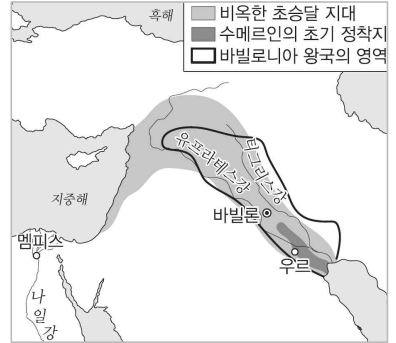 흑해
비옥한 초승달 지대
수메르인의 초기 정착지
바빌로니아 왕국의 영역
유프라테스강
티그리스강
지중해
바빌론
멤피스
우르
나일강